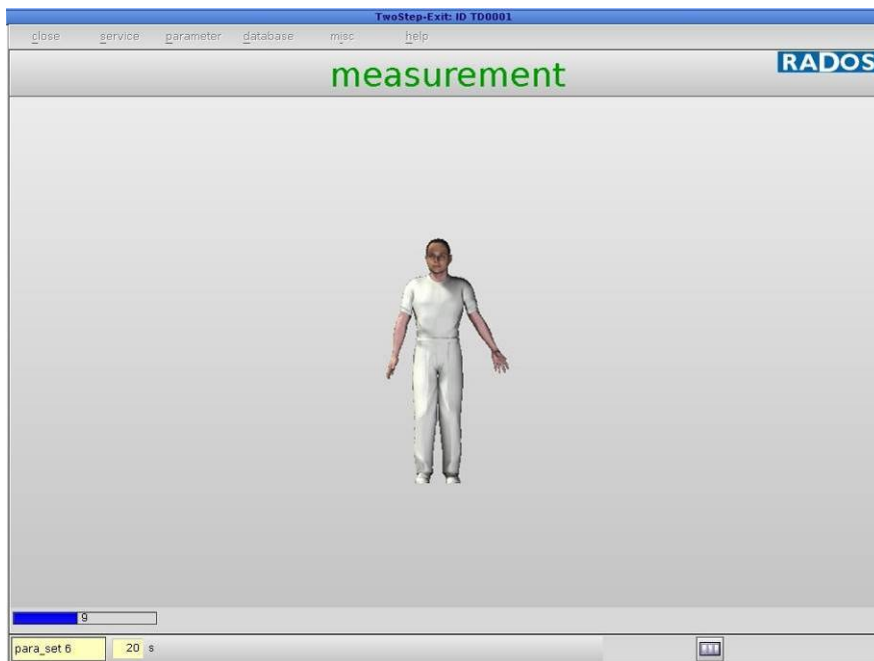 TwoStep-Exit: ID TD0001
close service parameter database misc help
measurement
RADOS
9
para_set 6 20 s